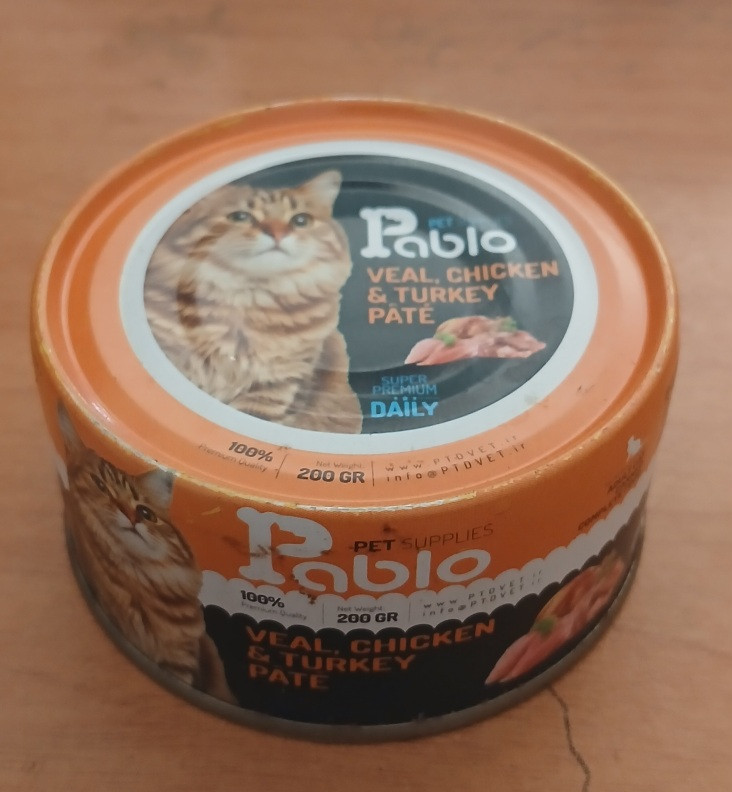 PET
Pablo
VEAL, CHICKEN
& TURKEY
PÂTÉ
SUPER
PREMIUM
DAILY
100%
Premium Quality
Net Weight
200 GR
www.PTDVET.ir
info@PTDVET.ir
PET SUPPLIES
Pablo
100%
Premium Quality
Net Weight
200 GR
www.PTDVET.ir
info@PTDVET.ir
VEAL, CHICKEN
& TURKEY
PATE